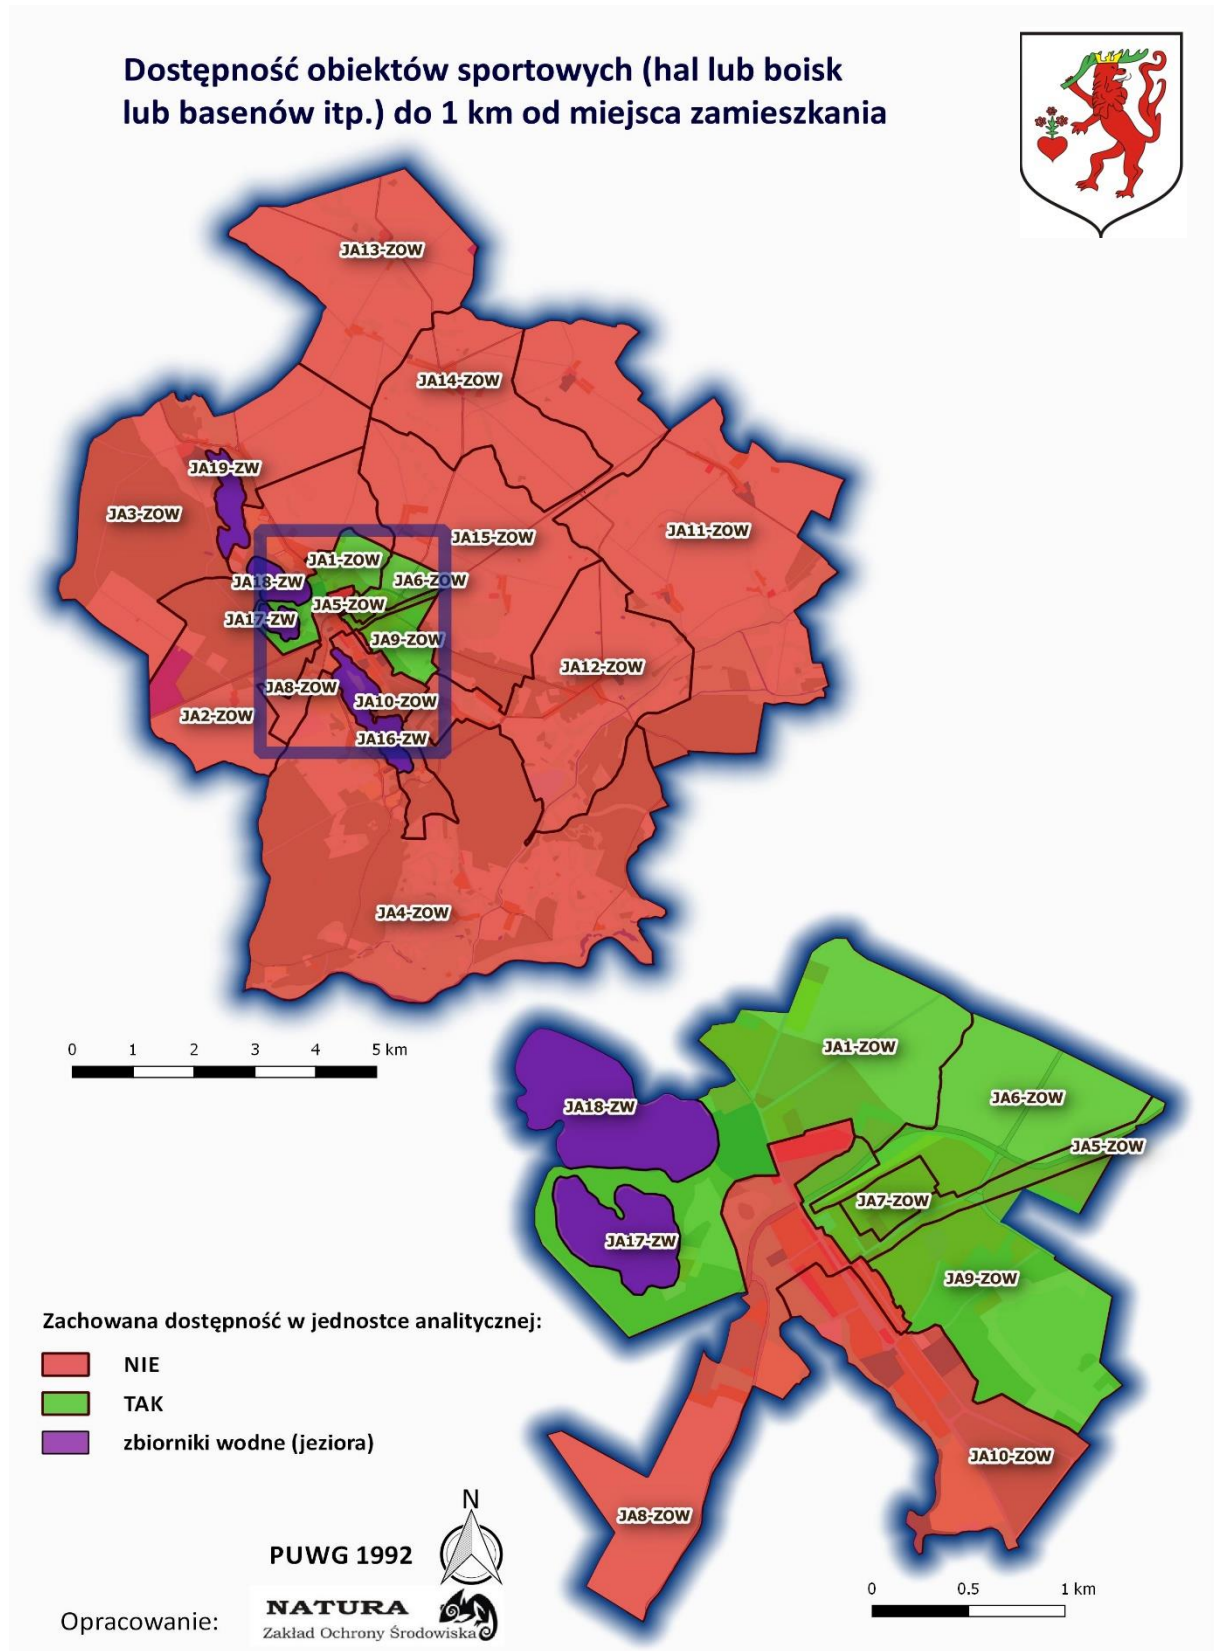 Dostępność obiektów sportowych (hal lub boisk
lub basenów itp.) do 1 km od miejsca zamieszkania
JA13-ZOW
JA14-ZOW
JA19-ZW
JA3-ZOW
JA11-ZOW
JA15-ZOW
JA1-ZOW
JA18-ZW
JA6-ZOW
JA5-ZOW
JA17-ZW
JA9-ZOW
JA12-ZOW
JA8-ZOW
JA10-ZOW
JA2-ZOW
JA16-ZW
JA4-ZOW
0 1 2 3 4 5 km
JA1-ZOW
JA6-ZOW
JA18-ZW
JA5-ZOW
JA7-ZOW
JA17-ZW
JA9-ZOW
JA10-ZOW
JA8-ZOW
Zachowana dostępność w jednostce analitycznej:
NIE
TAK
zbiorniki wodne (jeziora)
N
PUWG 1992
0 0.5 1 km
Opracowanie:
NATURA
Zakład Ochrony Środowiska